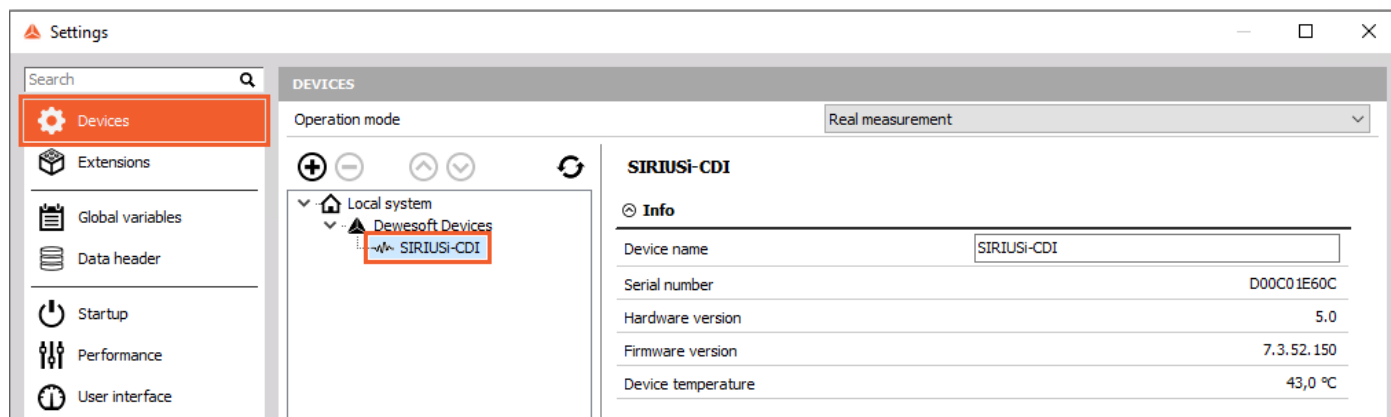 Settings
Search
Devices
Extensions
Global variables
Data header
Startup
Performance
User interface
DEVICES
Operation mode Real measurement
Local system
Dewesoft Devices
SIRIUSi-CDI
SIRIUSi-CDI
Info
Device name SIRIUSi-CDI
Serial number D00C01E60C
Hardware version 5.0
Firmware version 7.3.52.150
Device temperature 43,0 °C